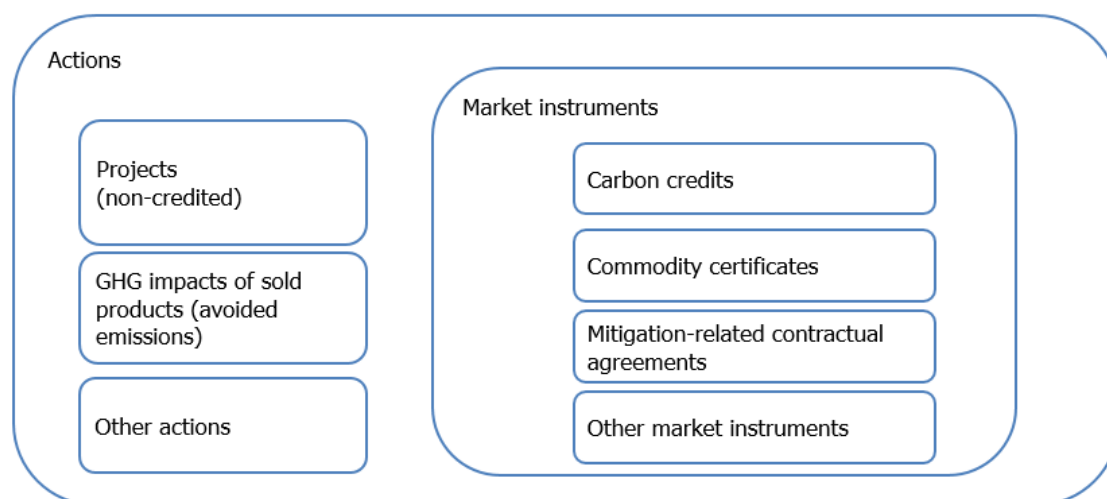 Actions
Projects
(non-credited)
GHG impacts of sold
products (avoided
emissions)
Other actions
Market instruments
Carbon credits
Commodity certificates
Mitigation-related contractual
agreements
Other market instruments